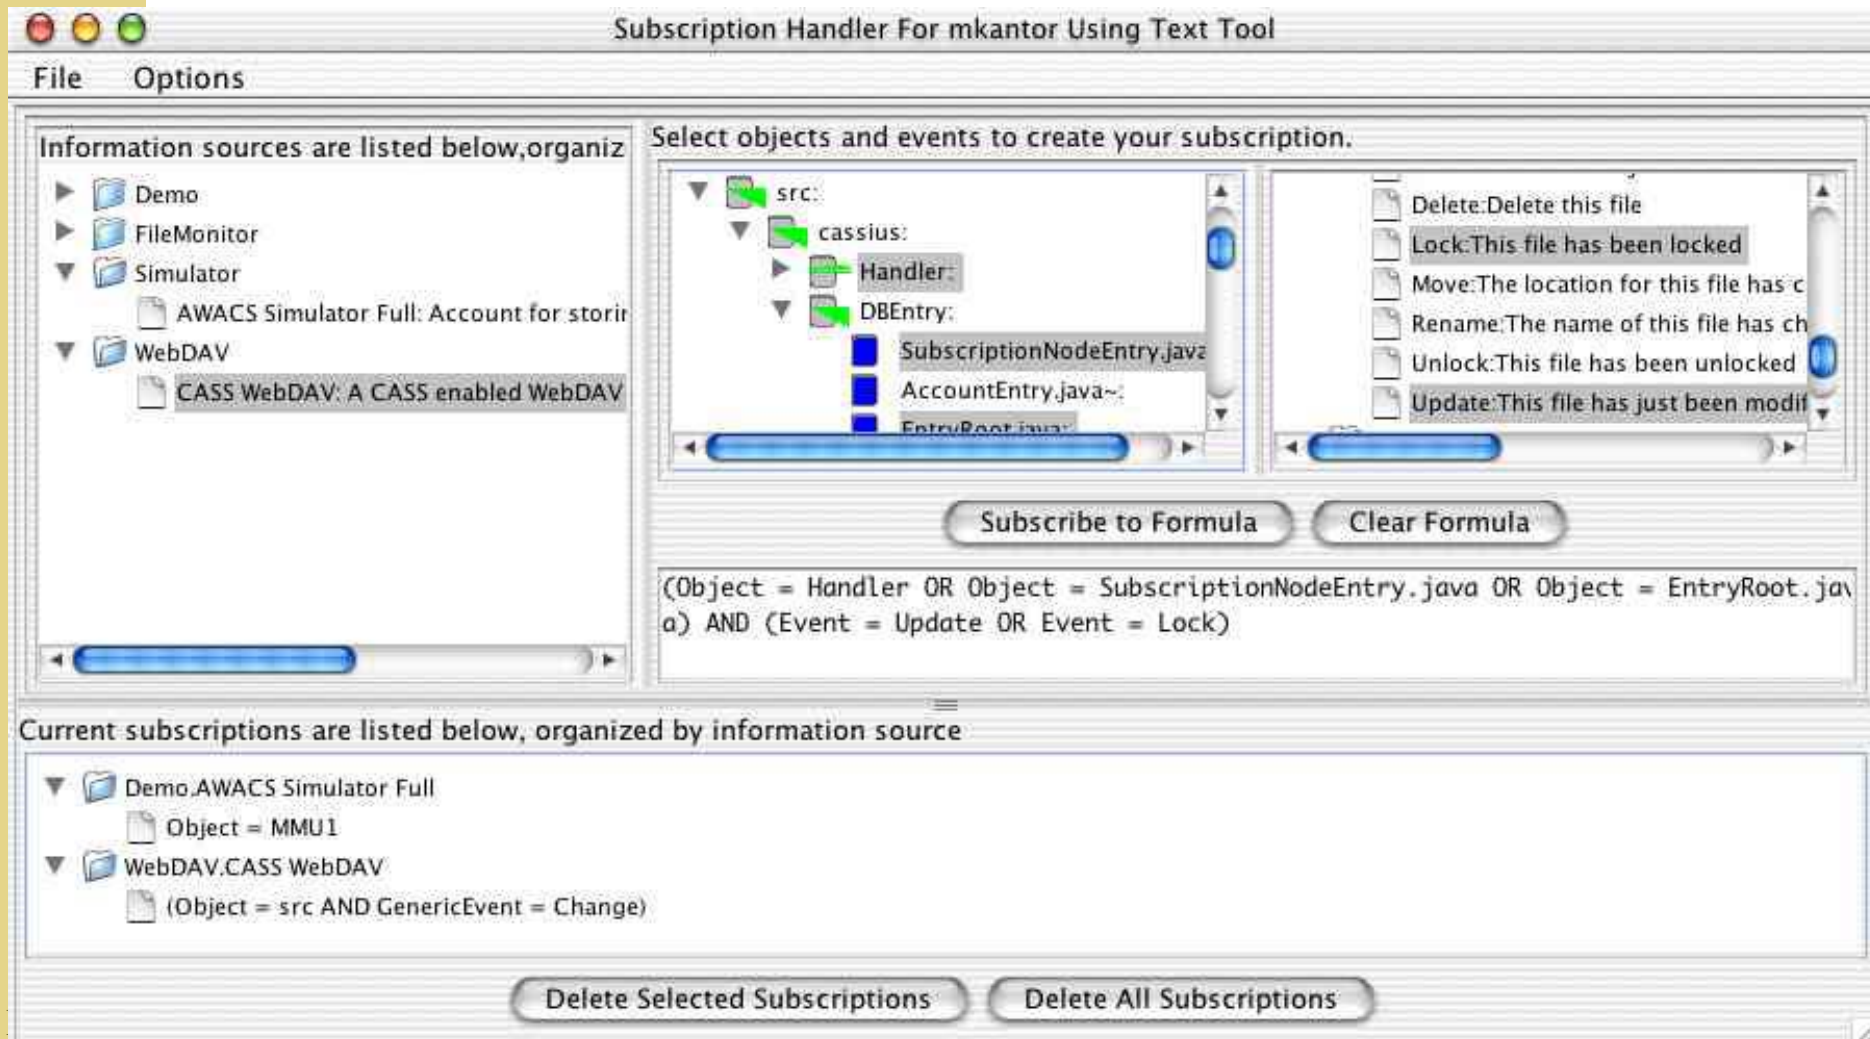 Subscription Handler For mkantor Using Text Tool
File Options
Information sources are listed below,organiz
Demo
FileMonitor
Simulator
AWACS Simulator Full: Account for storin
WebDAV
CASS WebDAV: A CASS enabled WebDAV
Select objects and events to create your subscription.
src:
cassius:
Handler:
DBEntry:
SubscriptionNodeEntry.java
AccountEntry.java~:
EntryRoot.java:
Delete:Delete this file
Lock:This file has been locked
Move:The location for this file has c
Rename:The name of this file has ch
Unlock:This file has been unlocked
Update:This file has just been modif
Subscribe to Formula
Clear Formula
(Object = Handler OR Object = SubscriptionNodeEntry.java OR Object = EntryRoot.jav
a) AND (Event = Update OR Event = Lock)
Current subscriptions are listed below, organized by information source
Demo.AWACS Simulator Full
Object = MMU1
WebDAV.CASS WebDAV
(Object = src AND GenericEvent = Change)
Delete Selected Subscriptions
Delete All Subscriptions